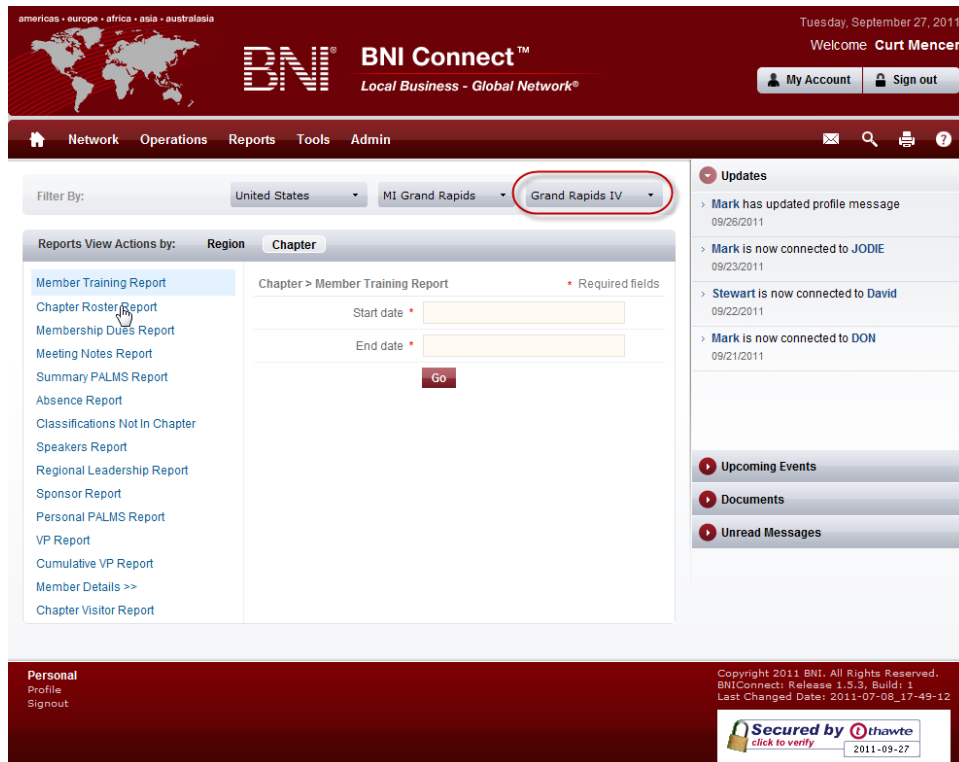 americas • europe • africa • asia • australasia
Tuesday, September 27, 2011
Welcome Curt Mencer
BNI®
BNI Connect™
Local Business - Global Network®
My Account
Sign out
Network Operations Reports Tools Admin
?
Filter By: United States MI Grand Rapids Grand Rapids IV
Reports View Actions by: Region Chapter
Member Training Report
Chapter Roster Report
Membership Dues Report
Meeting Notes Report
Summary PALMS Report
Absence Report
Classifications Not In Chapter
Speakers Report
Regional Leadership Report
Sponsor Report
Personal PALMS Report
VP Report
Cumulative VP Report
Member Details >>
Chapter Visitor Report
Chapter > Member Training Report * Required fields
Start date *
End date *
Go
Updates
> Mark has updated profile message
09/26/2011
> Mark is now connected to JODIE
09/23/2011
> Stewart is now connected to David
09/22/2011
> Mark is now connected to DON
09/21/2011
Upcoming Events
Documents
Unread Messages
Personal
Profile
Signout
Copyright 2011 BNI. All Rights Reserved.
BNIConnect: Release 1.5.3, Build: 1
Last Changed Date: 2011-07-08_17-49-12
Secured by thawte
click to verify
2011-09-27